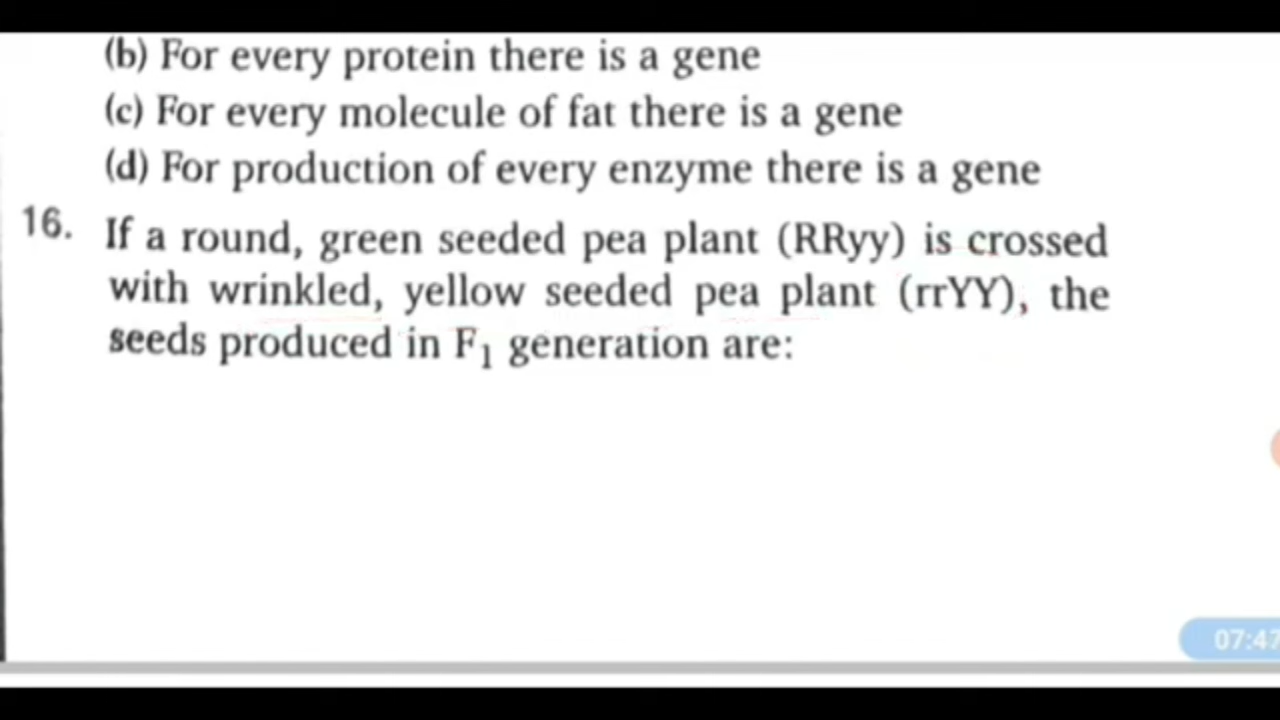 (b) For every protein there is a gene
(c) For every molecule of fat there is a gene
(d) For production of every enzyme there is a gene
16. If a round, green seeded pea plant (RRyy) is crossed
with wrinkled, yellow seeded pea plant (rrYY), the
seeds produced in F₁ generation are:
07:47